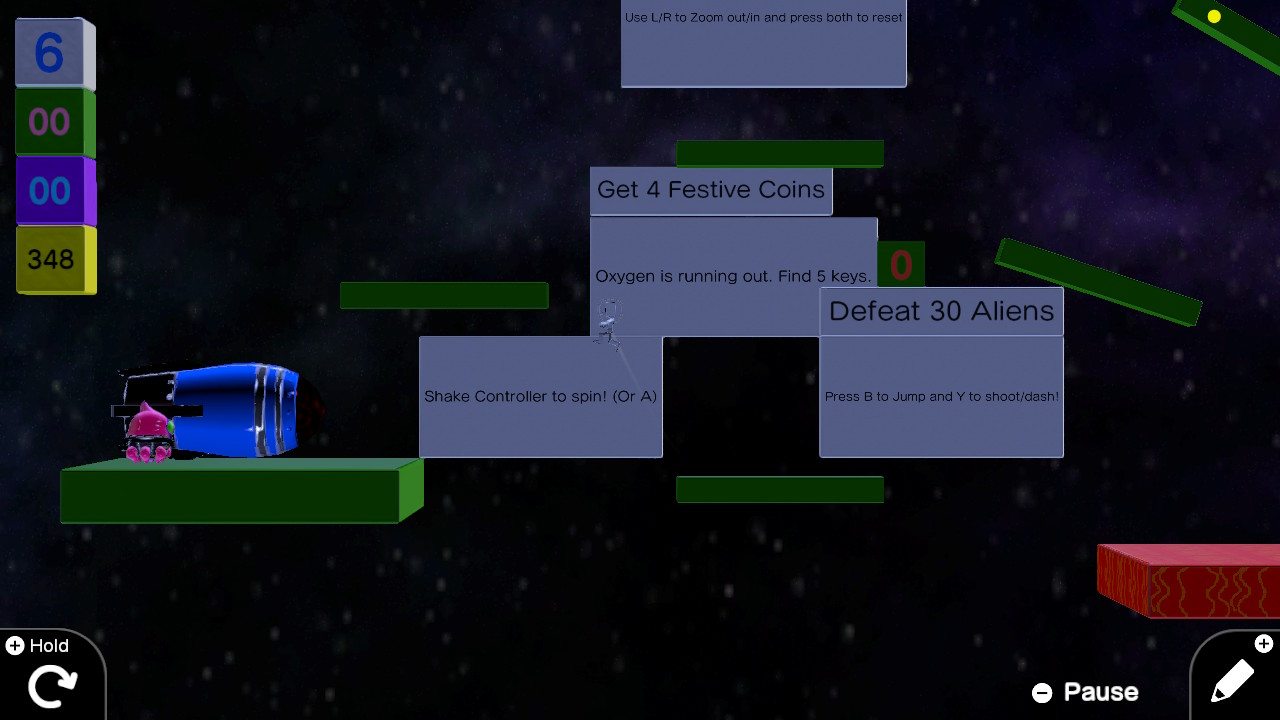 Use L/R to Zoom out/in and press both to reset
6
00
00
348
Get 4 Festive Coins
Oxygen is running out. Find 5 keys.
0
Defeat 30 Aliens
Shake Controller to spin! (Or A)
Press B to Jump and Y to shoot/dash!
Hold
Pause